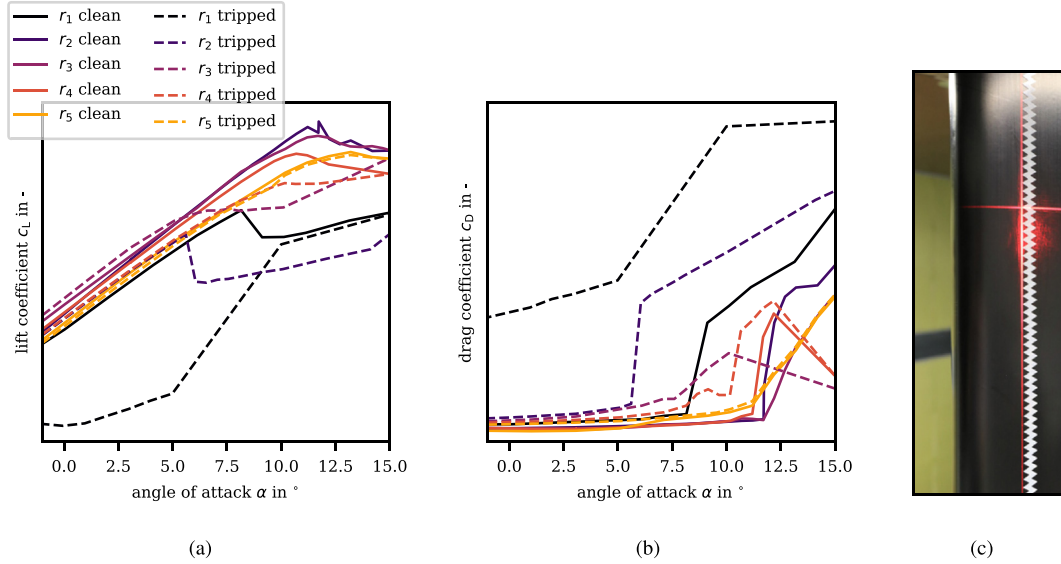 r1 clean
r2 clean
r3 clean
r4 clean
r5 clean
r1 tripped
r2 tripped
r3 tripped
r4 tripped
r5 tripped
lift coefficient cL in -
0.0 2.5 5.0 7.5 10.0 12.5 15.0
angle of attack α in °
(a)
drag coefficient cD in -
0.0 2.5 5.0 7.5 10.0 12.5 15.0
angle of attack α in °
(b)
(c)